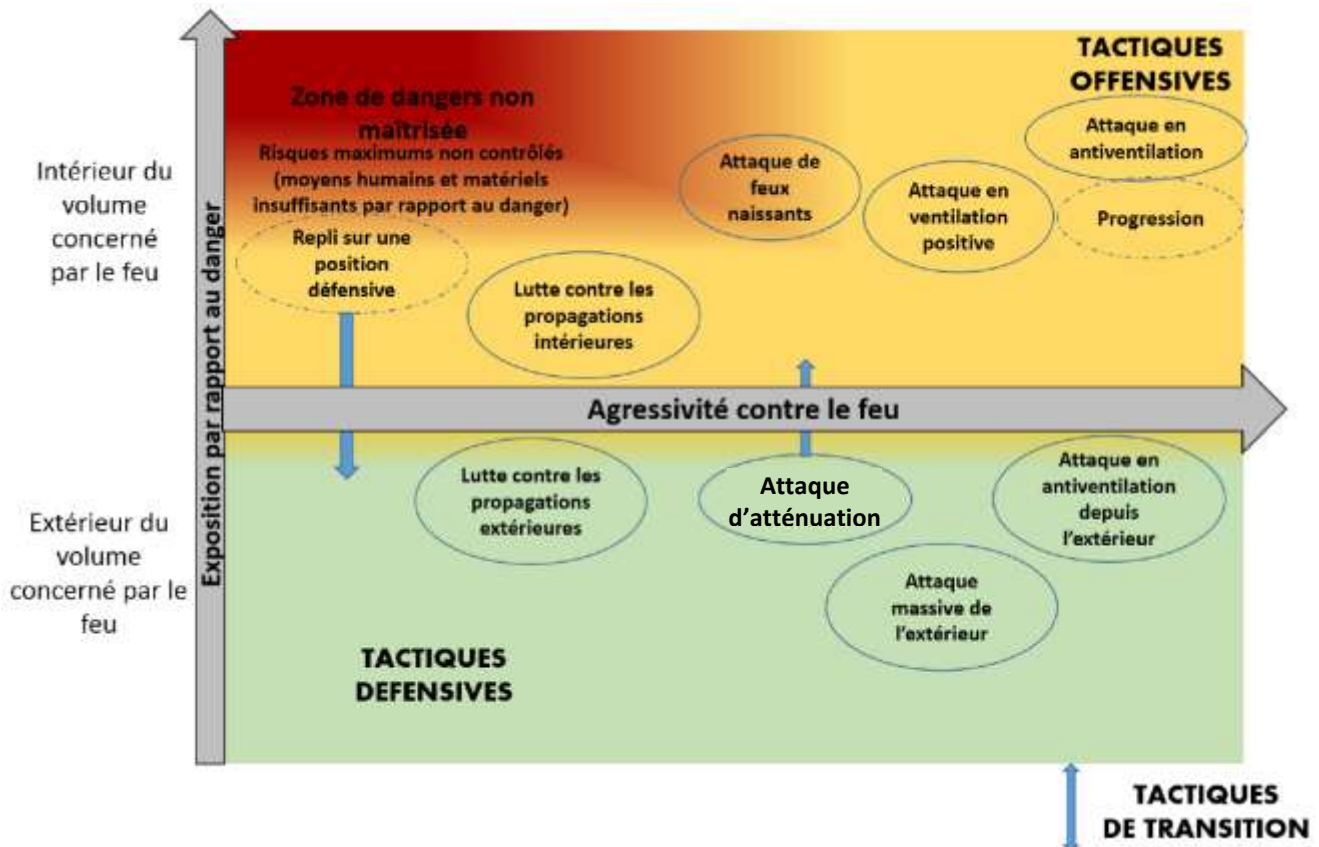 TACTIQUES
OFFENSIVES
Zone de dangers non
maîtrisée
Risques maximums non contrôlés
(moyens humains et matériels
insuffisants par rapport au danger)
Attaque en
antiventilation
Attaque de
feux
naissants
Attaque en
ventilation
positive
Progression
Intérieur du
volume
concerné
par le feu
Exposition par rapport au danger
Repli sur une
position
défensive
Lutte contre les
propagations
intérieures
Agressivité contre le feu
Extérieur du
volume
concerné par le
feu
Lutte contre les
propagations
extérieures
Attaque
d’atténuation
Attaque en
antiventilation
depuis
l’extérieur
Attaque
massive de
l’extérieur
TACTIQUES
DEFENSIVES
TACTIQUES
DE TRANSITION